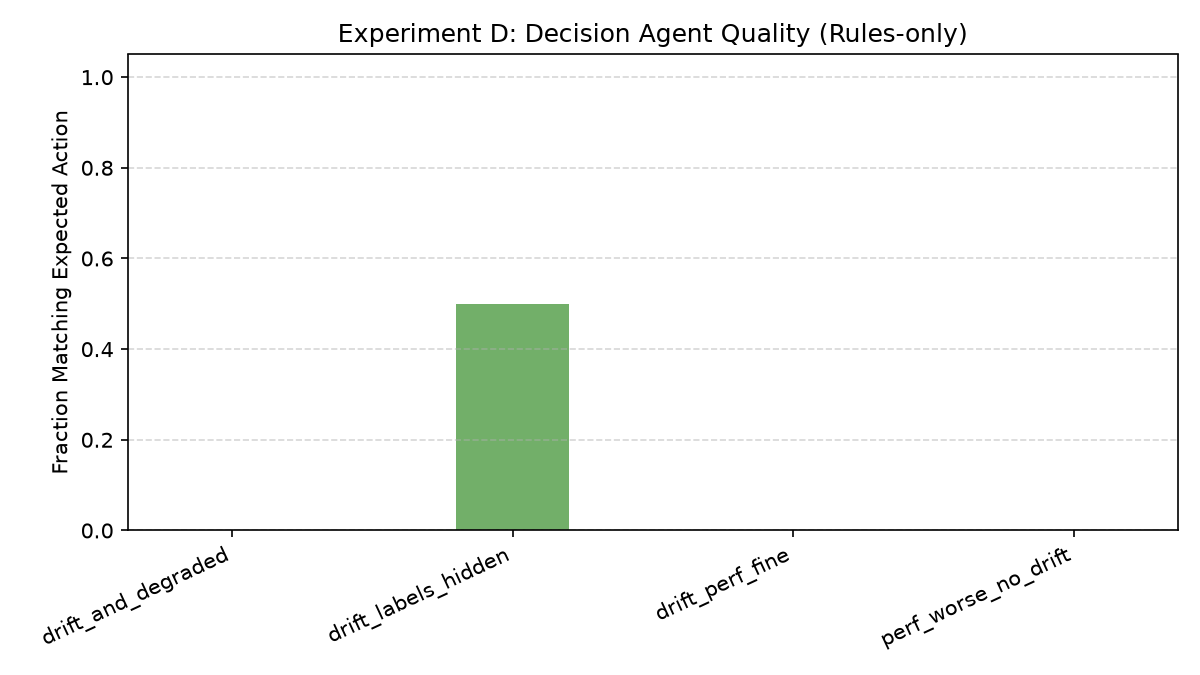 Experiment D: Decision Agent Quality (Rules-only)
Fraction Matching Expected Action
1.0
0.8
0.6
0.4
0.2
0.0
drift_and_degraded
drift_labels_hidden
drift_perf_fine
perf_worse_no_drift